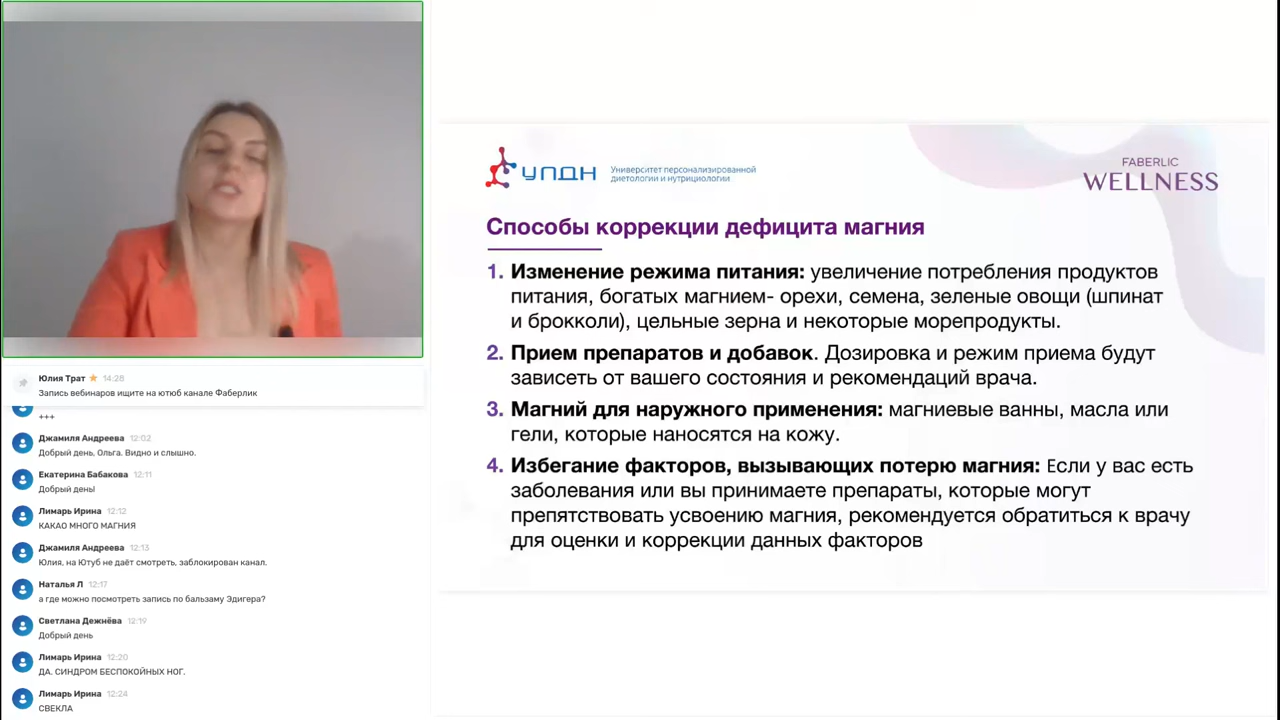 Юлия Трат 14:28
Запись вебинаров ищите на ютюб канале Фаберлик
+++
Джамиля Андреева 12:02
Добрый день, Ольга. Видно и слышно.
Екатерина Бабакова 12:11
Добрый день!
Лимарь Ирина 12:12
КАКАО МНОГО МАГНИЯ
Джамиля Андреева 12:13
Юлия, на Ютуб не даёт смотреть, заблокирован канал.
Наталья Л 12:17
а где можно посмотреть запись по бальзаму Эдигера?
Светлана Дежнёва 12:19
Добрый день
Лимарь Ирина 12:20
ДА. СИНДРОМ БЕСПОКОЙНЫХ НОГ.
Лимарь Ирина 12:24
СВЕКЛА
УПДН
Университет персонализированной
диетологии и нутрициологии
FABERLIC
WELLNESS
Способы коррекции дефицита магния
1. Изменение режима питания: увеличение потребления продуктов
питания, богатых магнием- орехи, семена, зеленые овощи (шпинат
и брокколи), цельные зерна и некоторые морепродукты.
2. Прием препаратов и добавок. Дозировка и режим приема будут
зависеть от вашего состояния и рекомендаций врача.
3. Магний для наружного применения: магниевые ванны, масла или
гели, которые наносятся на кожу.
4. Избегание факторов, вызывающих потерю магния: Если у вас есть
заболевания или вы принимаете препараты, которые могут
препятствовать усвоению магния, рекомендуется обратиться к врачу
для оценки и коррекции данных факторов